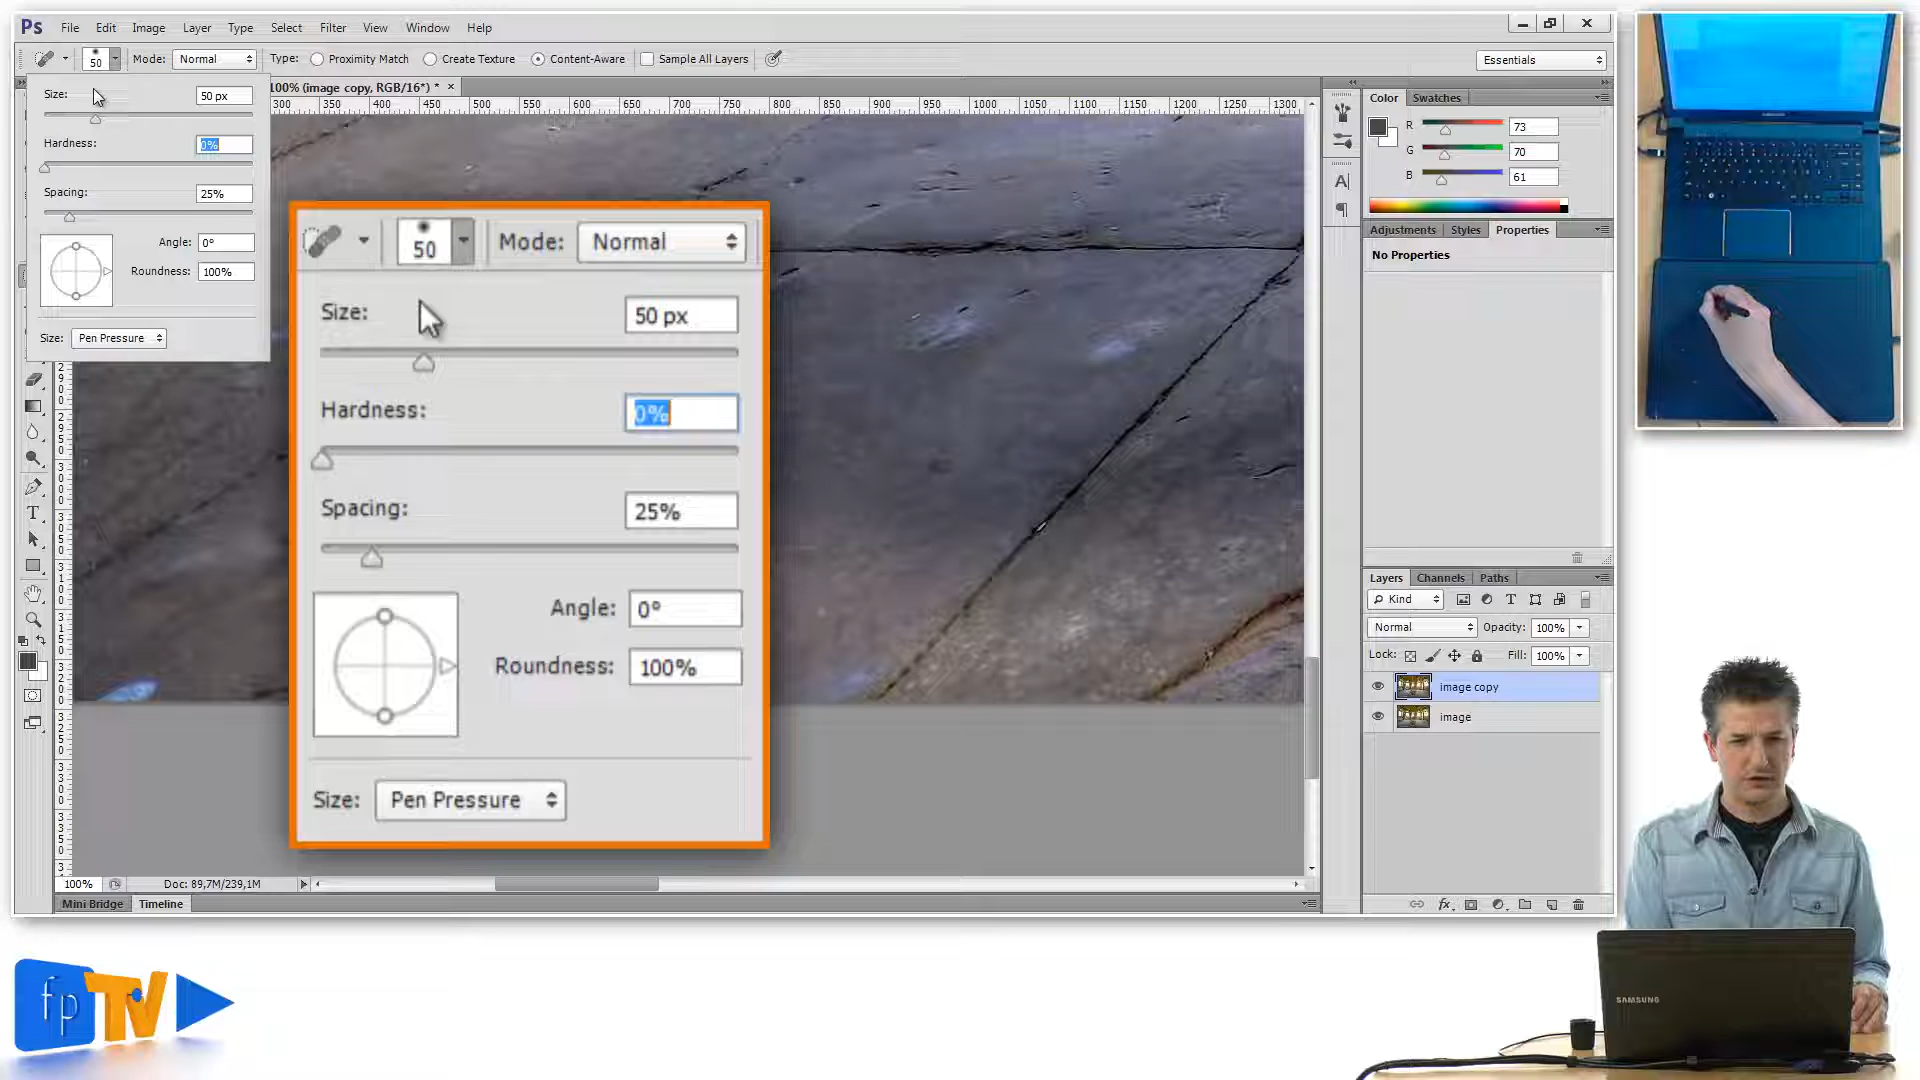 Ps File Edit Image Layer Type Select Filter View Window Help
50 Mode: Normal Type: Proximity Match Create Texture Content-Aware Sample All Layers Essentials
100% (image copy, RGB/16*) * ×
300 350 400 450 500 550 600 650 700 750 800 850 900 950 1000 1050 1100 1150 1200 1250 1300
Size: 50 px
Hardness: 0%
Spacing: 25%
Angle: 0°
Roundness: 100%
Size: Pen Pressure
50 Mode: Normal
Size: 50 px
Hardness: 0%
Spacing: 25%
Angle: 0°
Roundness: 100%
Size: Pen Pressure
Color Swatches
R 73
G 70
B 61
Adjustments Styles Properties
No Properties
Layers Channels Paths
Kind
Normal Opacity: 100%
Lock: Fill: 100%
image copy
image
100% Doc: 89,7M/239,1M
Mini Bridge Timeline
fpTV
SAMSUNG